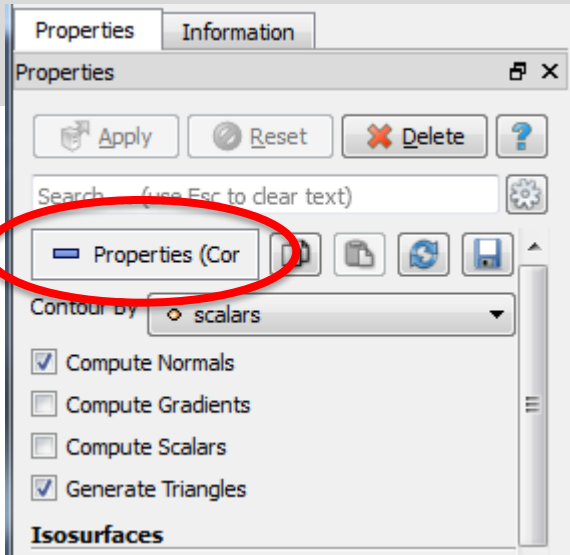 Properties Information
Properties
Apply Reset Delete ?
Search ... (use Esc to clear text)
Properties (Cor
Contour By scalars
Compute Normals
Compute Gradients
Compute Scalars
Generate Triangles
Isosurfaces